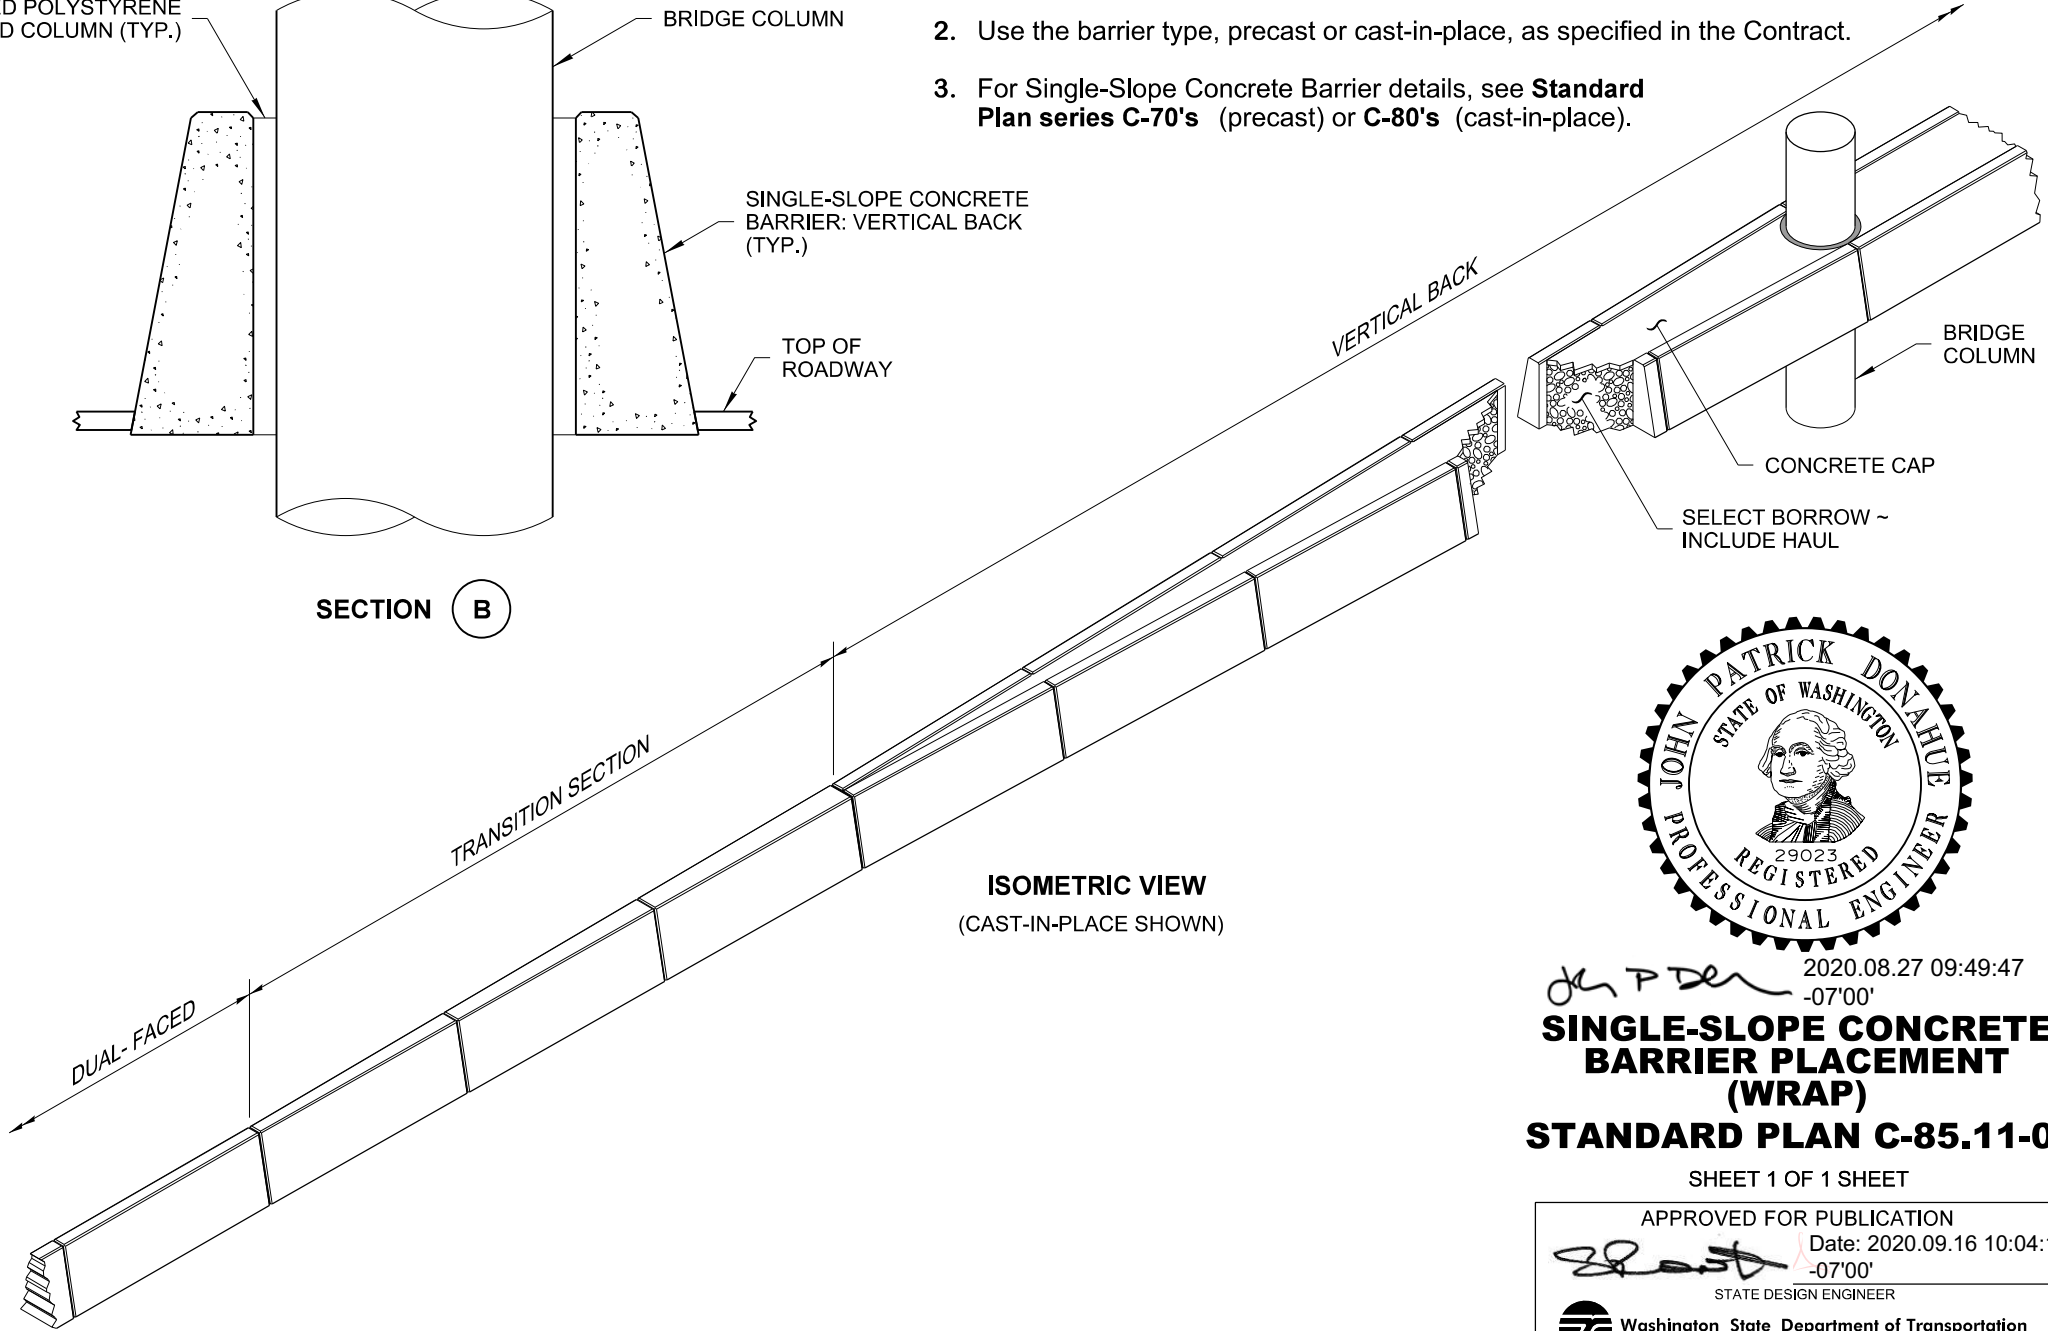 POLYSTYRENE
COLUMN (TYP.)
BRIDGE COLUMN
2. Use the barrier type, precast or cast-in-place, as specified in the Contract.
3. For Single-Slope Concrete Barrier details, see Standard
Plan series C-70's (precast) or C-80's (cast-in-place).
SINGLE-SLOPE CONCRETE
BARRIER: VERTICAL BACK
(TYP.)
TOP OF
ROADWAY
SECTION B
VERTICAL BACK
BRIDGE
COLUMN
CONCRETE CAP
SELECT BORROW ~
INCLUDE HAUL
TRANSITION SECTION
DUAL- FACED
ISOMETRIC VIEW
(CAST-IN-PLACE SHOWN)
JOHN PATRICK DONAHUE
STATE OF WASHINGTON
29023
REGISTERED
PROFESSIONAL ENGINEER
2020.08.27 09:49:47
-07'00'
SINGLE-SLOPE CONCRETE
BARRIER PLACEMENT
(WRAP)
STANDARD PLAN C-85.11-0
SHEET 1 OF 1 SHEET
APPROVED FOR PUBLICATION
Date: 2020.09.16 10:04:
-07'00'
STATE DESIGN ENGINEER
Washington State Department of Transportation